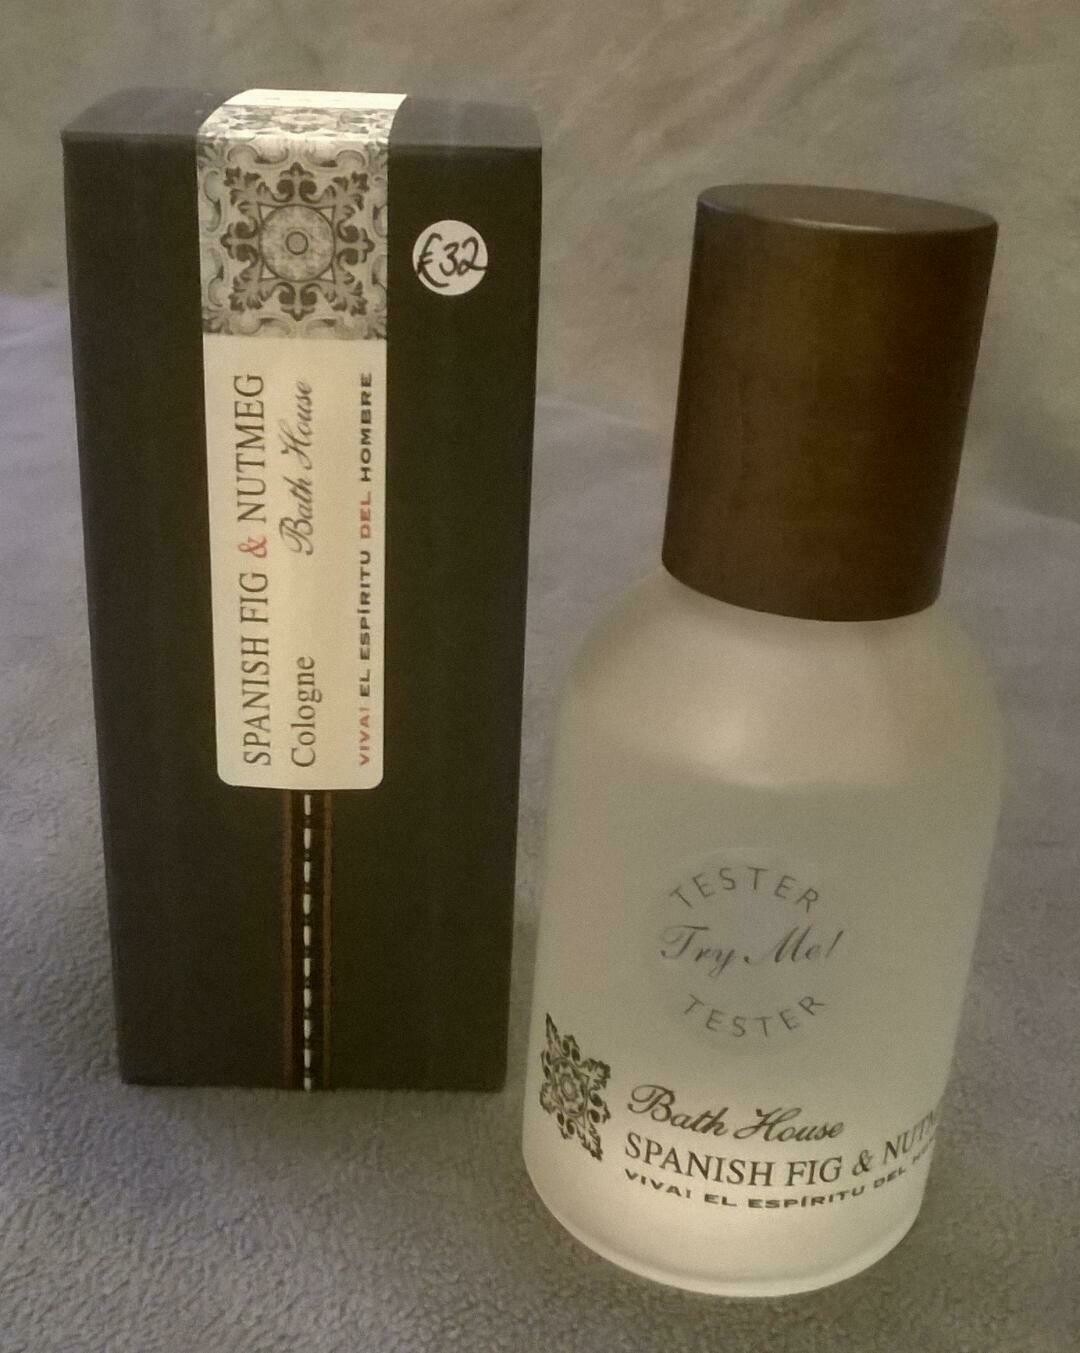 SPANISH FIG & NUTMEG
Cologne Bath House
VIVA! EL ESPÍRITU DEL HOMBRE
£32
TESTER
Try Me!
TESTER
Bath House
SPANISH FIG & NUTM
VIVA! EL ESPÍRITU DEL